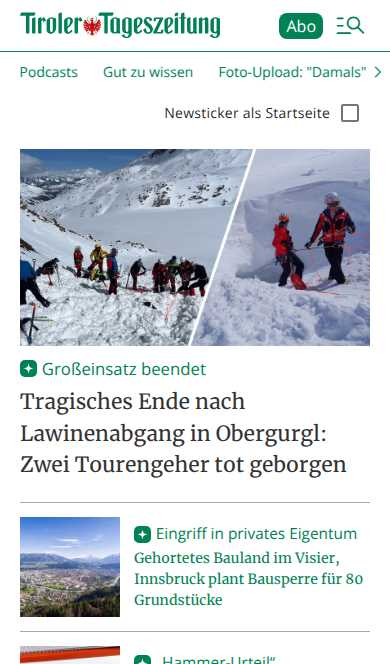 Tiroler Tageszeitung
Abo
Podcasts Gut zu wissen Foto-Upload: "Damals"
Newsticker als Startseite
Großeinsatz beendet
Tragisches Ende nach
Lawinenabgang in Obergurgl:
Zwei Tourengeher tot geborgen
Eingriff in privates Eigentum
Gehortetes Bauland im Visier,
Innsbruck plant Bausperre für 80
Grundstücke
„Hammer-Urteil“